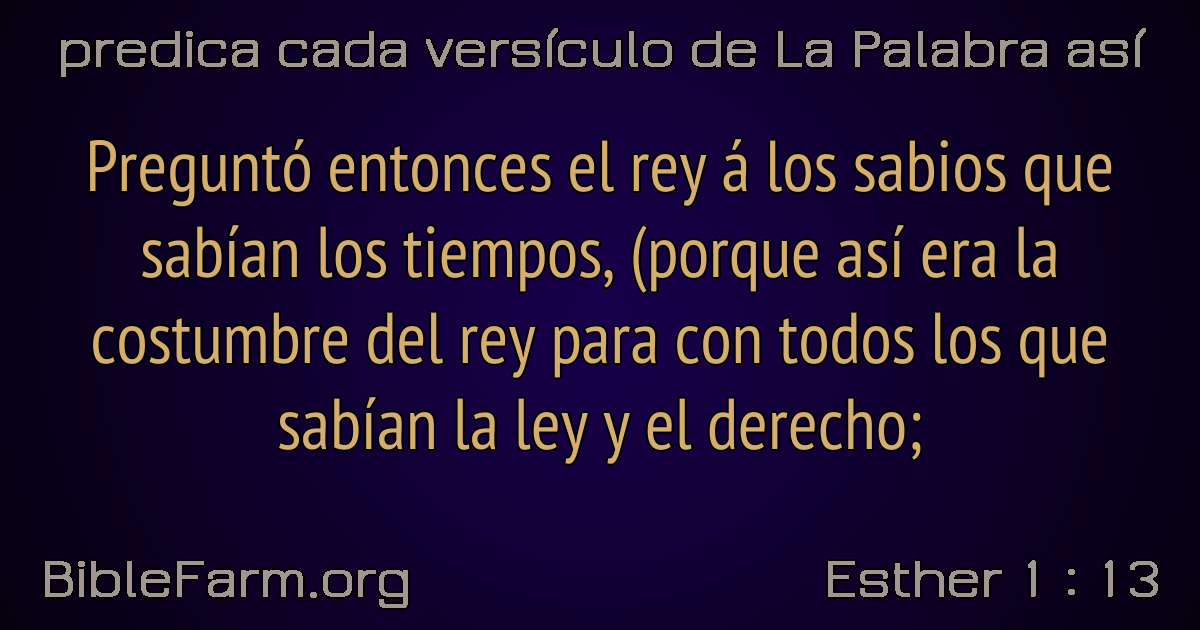 predica cada versículo de La Palabra así
Preguntó entonces el rey á los sabios que
sabían los tiempos, (porque así era la
costumbre del rey para con todos los que
sabían la ley y el derecho;
BibleFarm.org
Esther 1 : 13